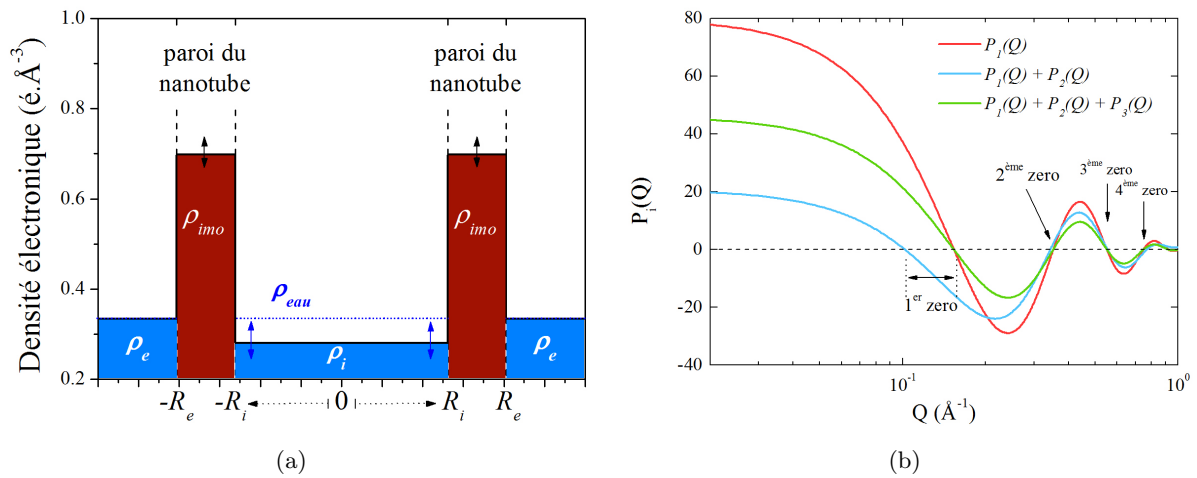 Densité électronique (é.Å⁻³)
1.0
0.8
0.6
0.4
0.2
paroi du
nanotube
paroi du
nanotube
ρimo
ρimo
ρeau
ρe
ρi
ρe
-Re
-Ri
0
Ri
Re
(a)
Pi(Q)
80
60
40
20
0
-20
-40
P1(Q)
P1(Q) + P2(Q)
P1(Q) + P2(Q) + P3(Q)
2ème zero
3ème zero
4ème zero
1er zero
10⁻¹
10⁰
Q (Å⁻¹)
(b)